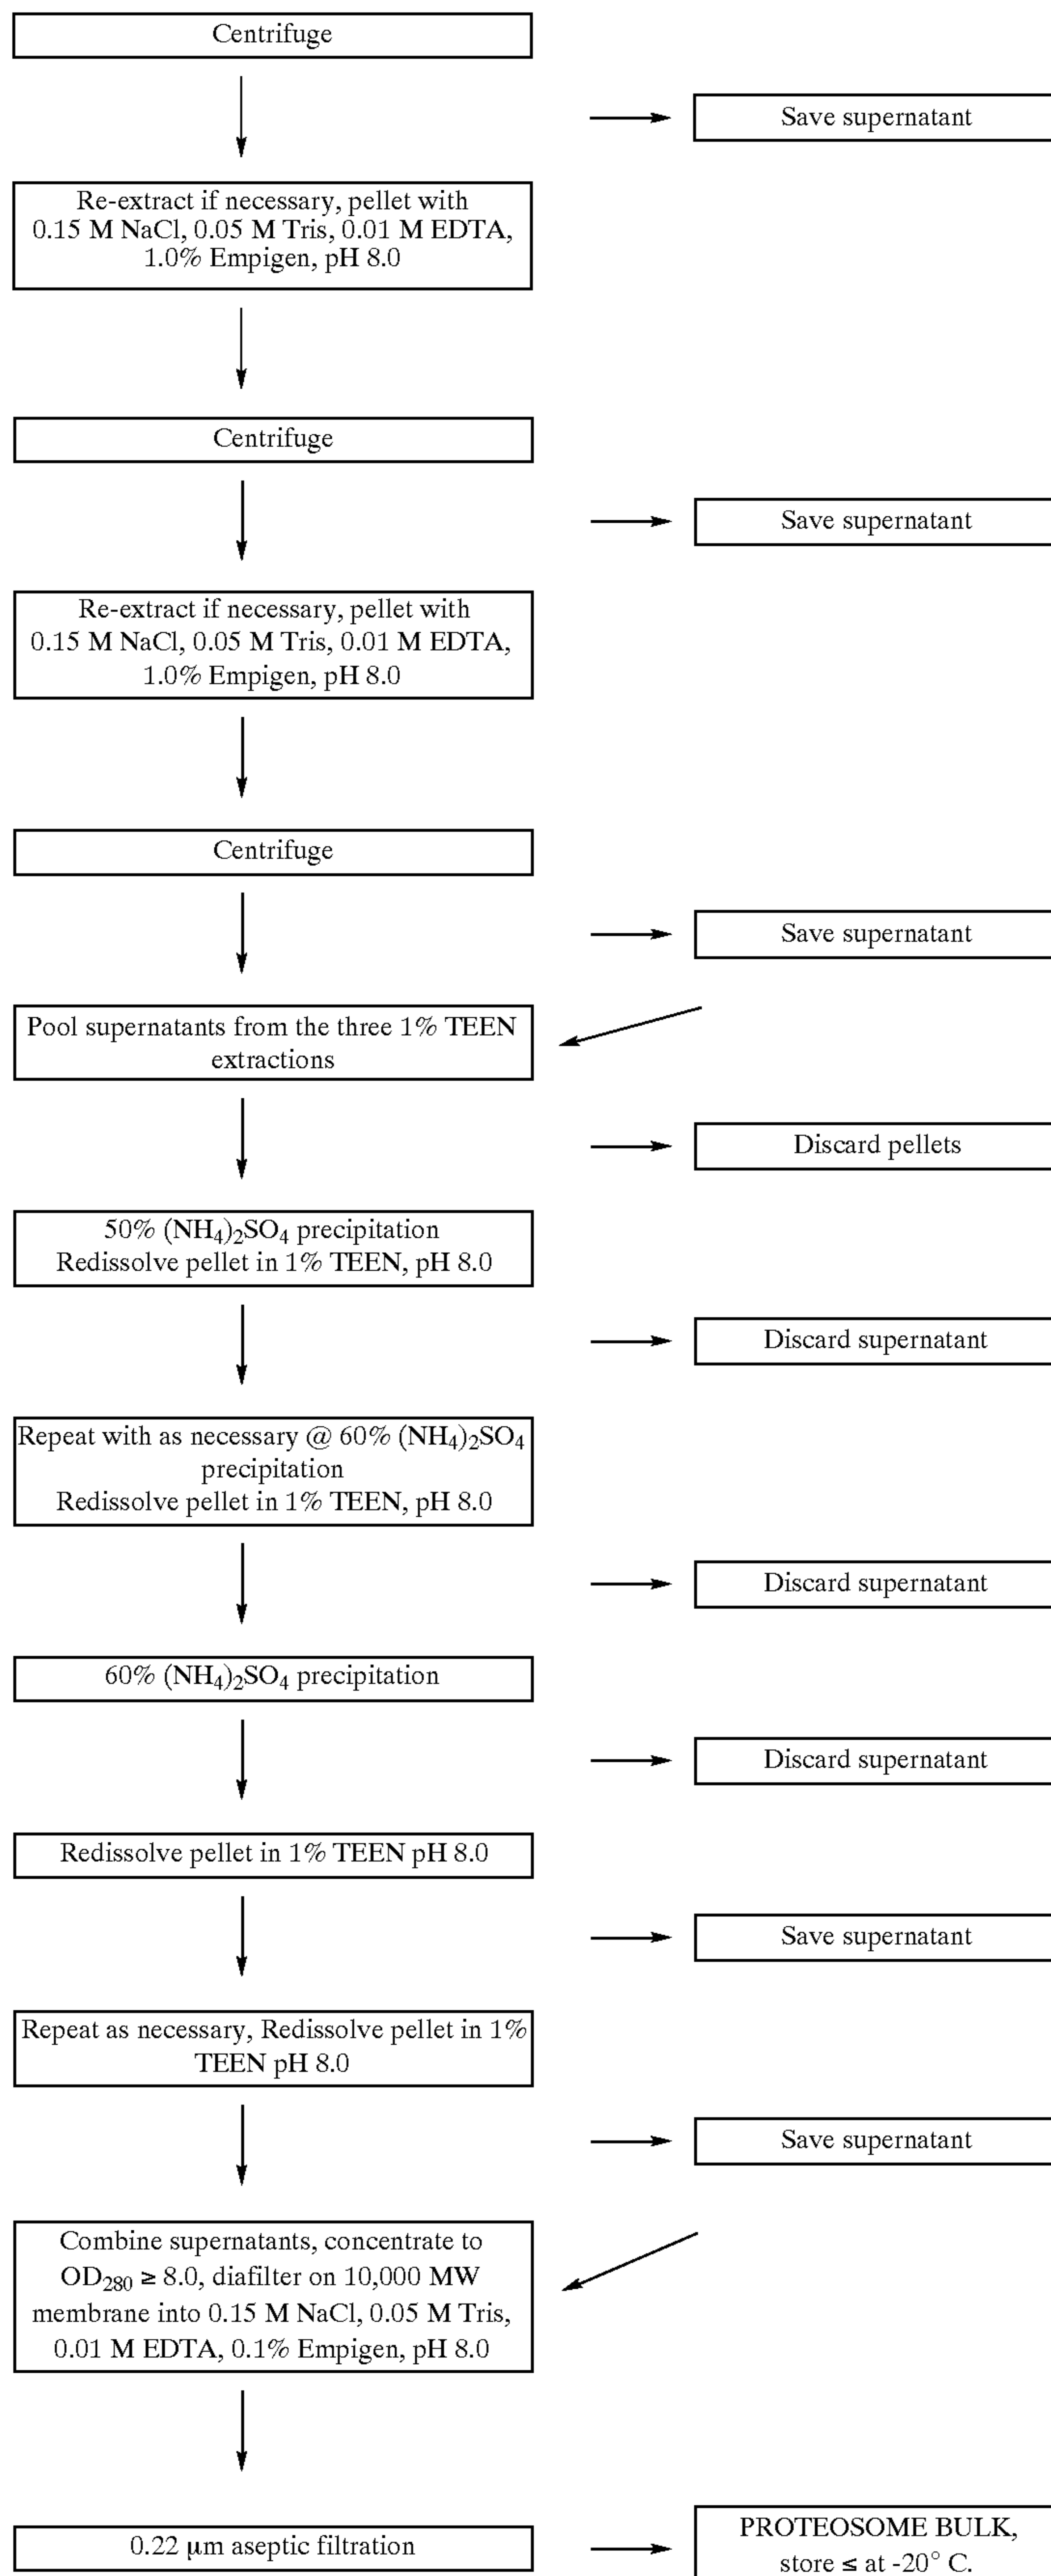 Centrifuge
Save supernatant
Re-extract if necessary, pellet with
0.15 M NaCl, 0.05 M Tris, 0.01 M EDTA,
1.0% Empigen, pH 8.0
Centrifuge
Save supernatant
Re-extract if necessary, pellet with
0.15 M NaCl, 0.05 M Tris, 0.01 M EDTA,
1.0% Empigen, pH 8.0
Centrifuge
Save supernatant
Pool supernatants from the three 1% TEEN
extractions
Discard pellets
50% (NH₄)₂SO₄ precipitation
Redissolve pellet in 1% TEEN, pH 8.0
Discard supernatant
Repeat with as necessary @ 60% (NH₄)₂SO₄
precipitation
Redissolve pellet in 1% TEEN, pH 8.0
Discard supernatant
60% (NH₄)₂SO₄ precipitation
Discard supernatant
Redissolve pellet in 1% TEEN pH 8.0
Save supernatant
Repeat as necessary, Redissolve pellet in 1%
TEEN pH 8.0
Save supernatant
Combine supernatants, concentrate to
OD₂₈₀ ≥ 8.0, diafilter on 10,000 MW
membrane into 0.15 M NaCl, 0.05 M Tris,
0.01 M EDTA, 0.1% Empigen, pH 8.0
0.22 μm aseptic filtration
PROTEOSOME BULK,
store ≤ at -20° C.